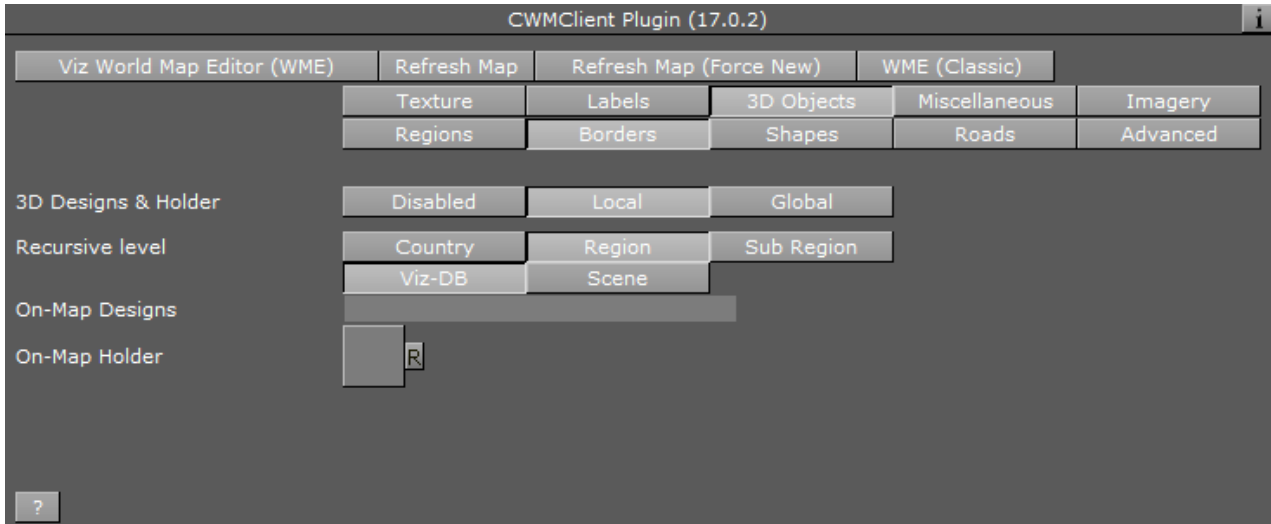 CWMClient Plugin (17.0.2) i
Viz World Map Editor (WME) Refresh Map Refresh Map (Force New) WME (Classic)
Texture Labels 3D Objects Miscellaneous Imagery
Regions Borders Shapes Roads Advanced
3D Designs & Holder Disabled Local Global
Recursive level Country Region Sub Region
Viz-DB Scene
On-Map Designs
On-Map Holder R
?